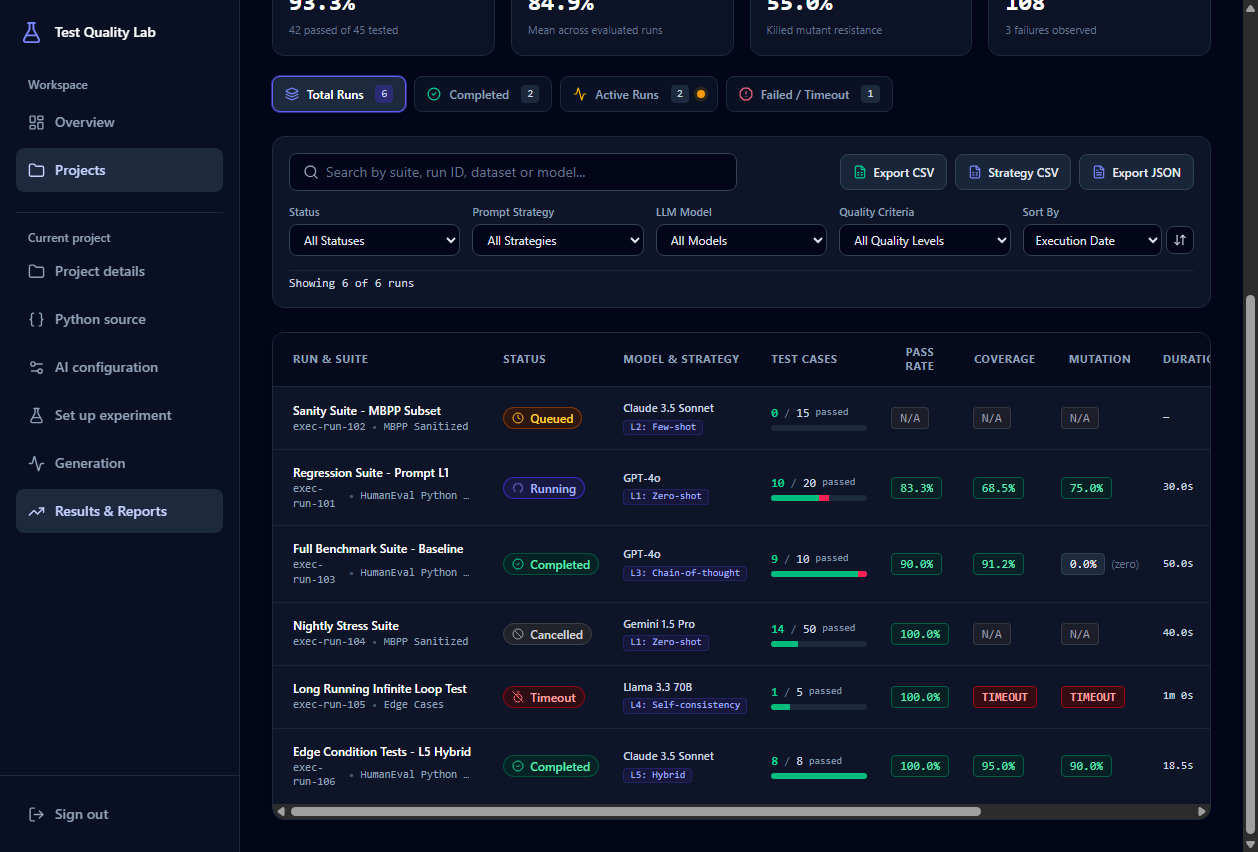 Test Quality Lab
Workspace
Overview
Projects
Current project
Project details
Python source
AI configuration
Set up experiment
Generation
Results & Reports
Sign out
93.3%
42 passed of 45 tested
84.9%
Mean across evaluated runs
55.0%
Killed mutant resistance
108
3 failures observed
Total Runs 6
Completed 2
Active Runs 2
Failed / Timeout 1
Search by suite, run ID, dataset or model...
Export CSV
Strategy CSV
Export JSON
Status
Prompt Strategy
LLM Model
Quality Criteria
Sort By
All Statuses
All Strategies
All Models
All Quality Levels
Execution Date
Showing 6 of 6 runs
RUN & SUITE
STATUS
MODEL & STRATEGY
TEST CASES
PASS
RATE
COVERAGE
MUTATION
DURATIO
Sanity Suite - MBPP Subset
exec-run-102 • MBPP Sanitized
Queued
Claude 3.5 Sonnet
L2: Few-shot
0 / 15 passed
N/A
N/A
N/A
—
Regression Suite - Prompt L1
exec-
run-101
• HumanEval Python …
Running
GPT-4o
L1: Zero-shot
10 / 20 passed
83.3%
68.5%
75.0%
30.0s
Full Benchmark Suite - Baseline
exec-
run-103
• HumanEval Python …
Completed
GPT-4o
L3: Chain-of-thought
9 / 10 passed
90.0%
91.2%
0.0% (zero)
50.0s
Nightly Stress Suite
exec-run-104 • MBPP Sanitized
Cancelled
Gemini 1.5 Pro
L1: Zero-shot
14 / 50 passed
100.0%
N/A
N/A
40.0s
Long Running Infinite Loop Test
exec-run-105 • Edge Cases
Timeout
Llama 3.3 70B
L4: Self-consistency
1 / 5 passed
100.0%
TIMEOUT
TIMEOUT
1m 0s
Edge Condition Tests - L5 Hybrid
exec-
run-106
• HumanEval Python …
Completed
Claude 3.5 Sonnet
L5: Hybrid
8 / 8 passed
100.0%
95.0%
90.0%
18.5s